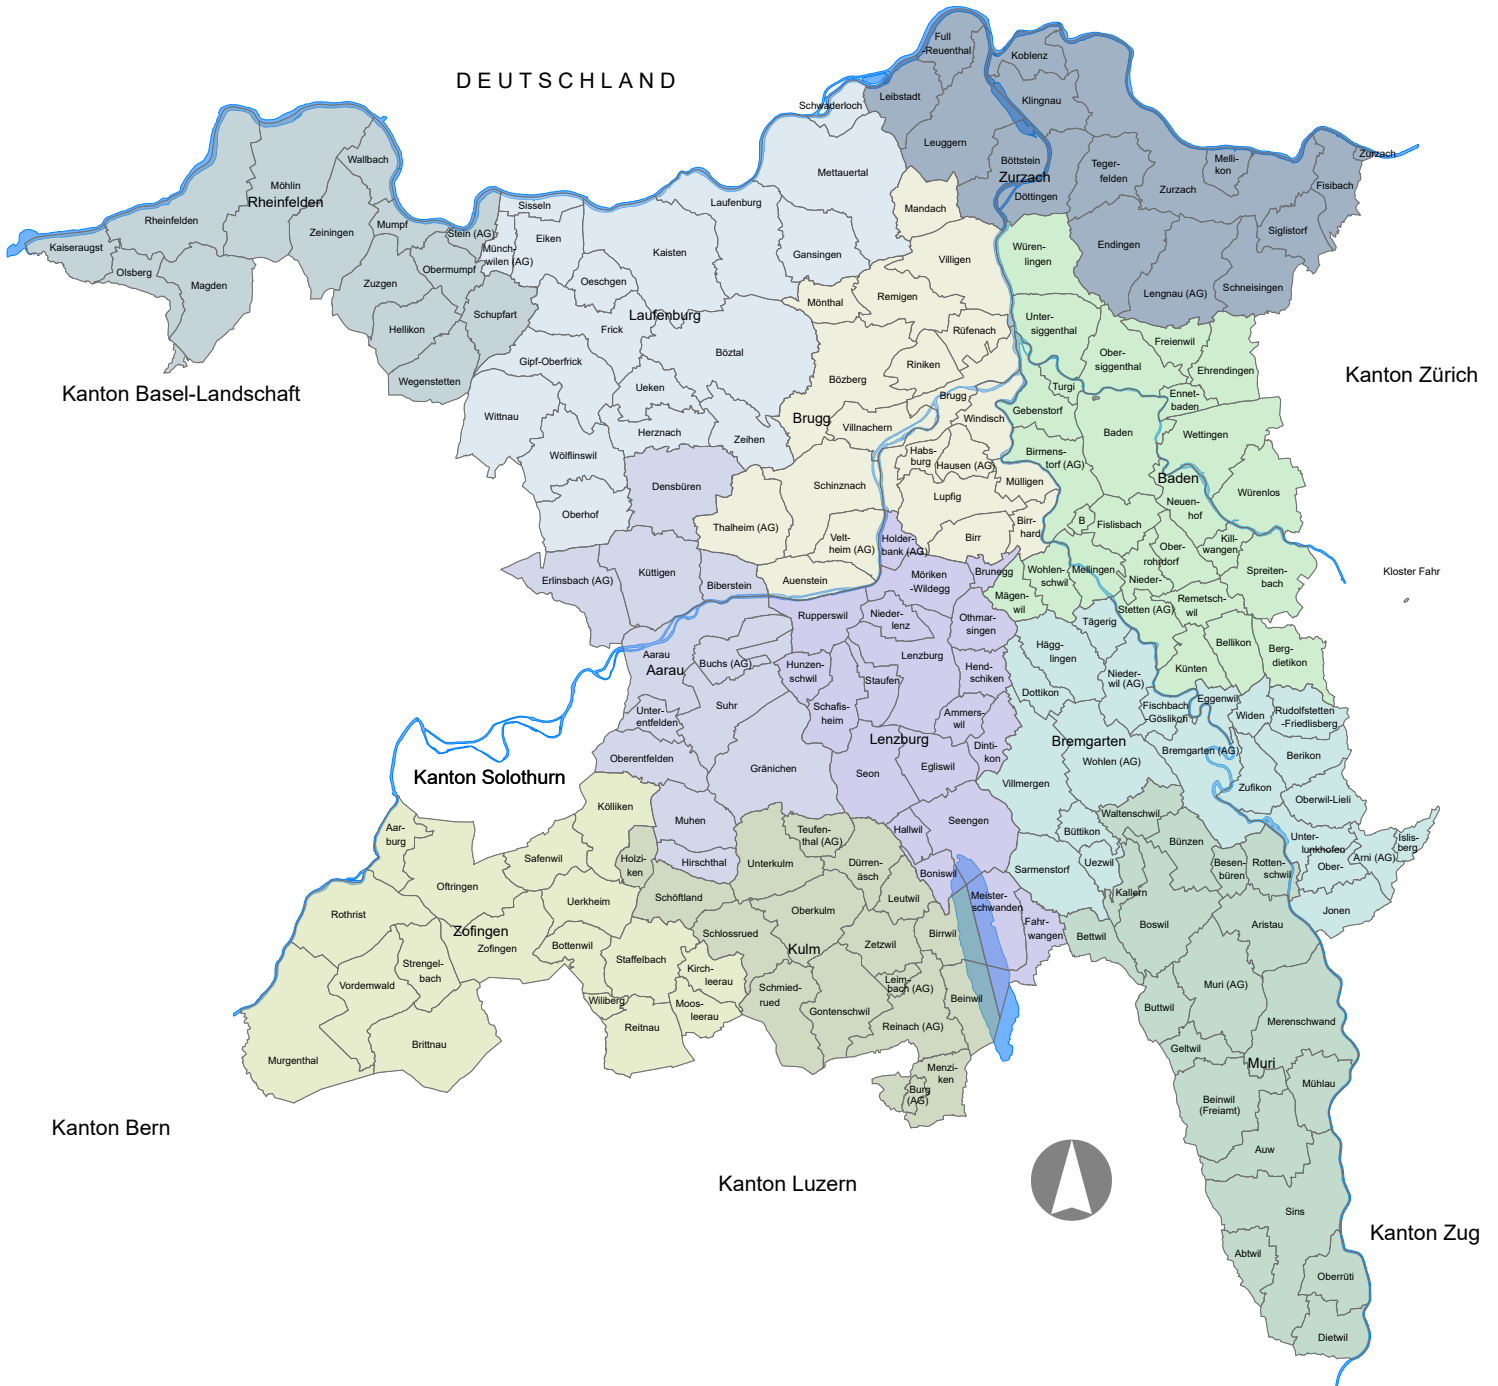 DEUTSCHLAND
Kanton Basel-Landschaft
Kanton Solothurn
Kanton Bern
Kanton Luzern
Kanton Zug
Kanton Zürich
Kloster Fahr
Rheinfelden
Kaiseraugst
Rheinfelden
Olsberg
Magden
Möhlin
Wallbach
Zeiningen
Mumpf
Stein (AG)
Obermumpf
Zuzgen
Hellikon
Schupfart
Wegenstetten
Laufenburg
Schwaderloch
Mettauertal
Laufenburg
Gansingen
Kaisten
Sisseln
Eiken
Münch-
wilen (AG)
Oeschgen
Frick
Gipf-Oberfrick
Böztal
Ueken
Herznach
Zeihen
Wittnau
Wölflinswil
Oberhof
Zurzach
Full
-Reuenthal
Koblenz
Leibstadt
Klingnau
Leuggern
Böttstein
Döttingen
Teger-
felden
Zurzach
Melli-
kon
Zurzach
Fisibach
Siglistorf
Endingen
Lengnau (AG)
Schneisingen
Brugg
Mandach
Villigen
Remigen
Mönthal
Rüfenach
Riniken
Bözberg
Brugg
Villnachern
Windisch
Habs-
burg
Hausen (AG)
Mülligen
Lupfig
Birr-
hard
Birr
Schinznach
Thalheim (AG)
Velt-
heim (AG)
Auenstein
Baden
Würen-
lingen
Unter-
siggenthal
Ober-
siggenthal
Freienwil
Ehrendingen
Turgi
Gebenstorf
Ennet-
baden
Baden
Wettingen
Birmens-
torf (AG)
Würenlos
Neuen-
hof
B
Fislisbach
Kill-
wangen
Ober-
rohrdorf
Nieder-
Spreiten-
bach
Wohlen-
schwil
Mellingen
Mägen-
wil
Stetten (AG)
Remetsch-
wil
Bellikon
Künten
Berg-
dietikon
Aarau
Densbüren
Küttigen
Erlinsbach (AG)
Biberstein
Aarau
Buchs (AG)
Suhr
Unter-
entfelden
Oberentfelden
Gränichen
Muhen
Hirschthal
Lenzburg
Holder-
bank (AG)
Möriken
-Wildegg
Brunegg
Rupperswil
Nieder-
lenz
Othmar-
singen
Lenzburg
Hunzen-
schwil
Staufen
Hend-
schiken
Schafis-
heim
Ammers-
wil
Dinti-
kon
Seon
Egliswil
Seengen
Hallwil
Boniswil
Meister-
schwanden
Fahr-
wangen
Bremgarten
Tägerig
Hägg-
lingen
Nieder-
wil (AG)
Dottikon
Fischbach
-Göslikon
Eggenwil
Widen
Rudolfstetten
-Friedlisberg
Bremgarten (AG)
Berikon
Wohlen (AG)
Villmergen
Zufikon
Oberwil-Lieli
Büttikon
Uezwil
Sarmenstorf
Unter-
lunkhofen
Ober-
Arni (AG)
Islis-
berg
Jonen
Zofingen
Aar-
burg
Kölliken
Safenwil
Oftringen
Rothrist
Uerkheim
Zofingen
Bottenwil
Strengel-
bach
Vordemwald
Staffelbach
Kirch-
leerau
Wiliberg
Moos-
leerau
Reitnau
Brittnau
Murgenthal
Kulm
Holzi-
ken
Teufen-
thal (AG)
Unterkulm
Dürren-
äsch
Schöftland
Oberkulm
Leutwil
Schlossrued
Birrwil
Zetzwil
Schmied-
rued
Leim-
bach (AG)
Gontenschwil
Beinwil
Reinach (AG)
Menzi-
ken
Burg
(AG)
Muri
Waltenschwil
Bünzen
Besen-
büren
Rotten-
schwil
Kallern
Boswil
Bettwil
Aristau
Muri (AG)
Buttwil
Merenschwand
Geltwil
Mühlau
Beinwil
(Freiamt)
Auw
Sins
Abtwil
Oberrüti
Dietwil